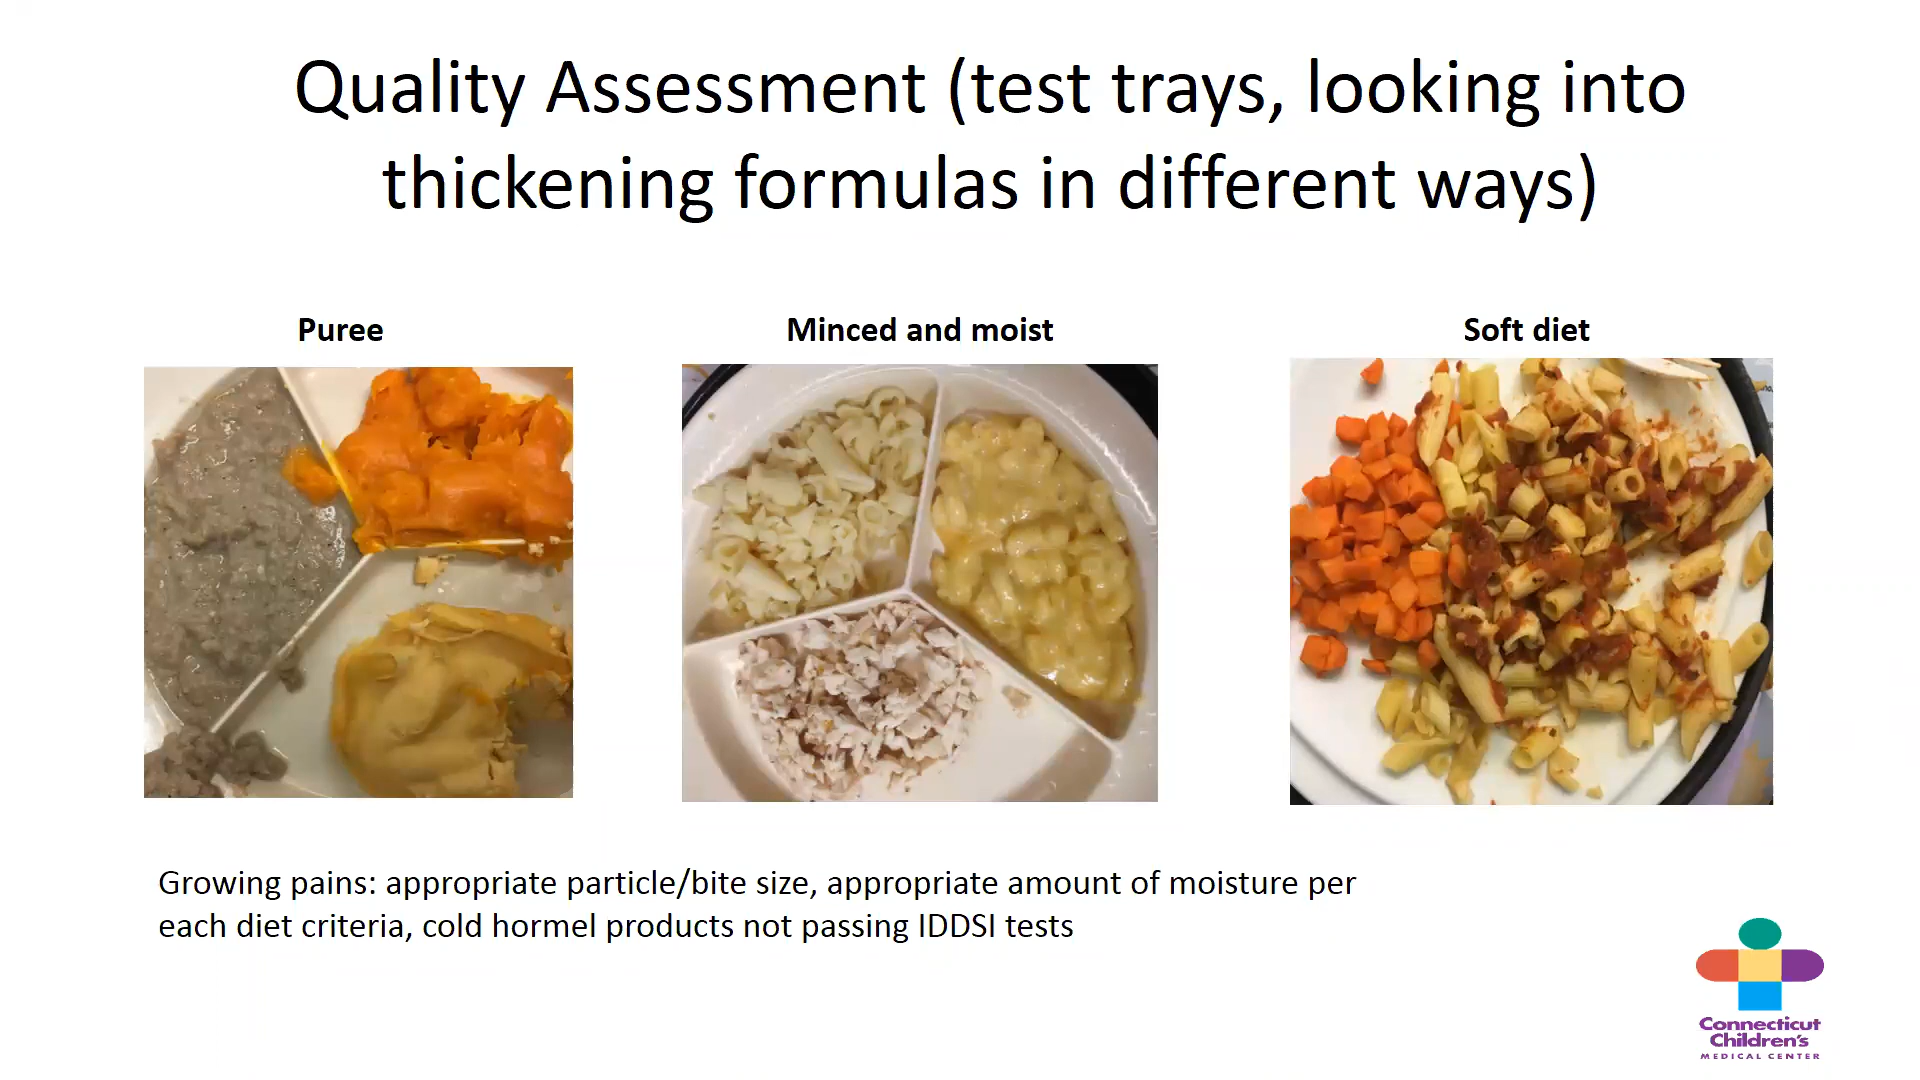 Quality Assessment (test trays, looking into
thickening formulas in different ways)
Puree
Minced and moist
Soft diet
Growing pains: appropriate particle/bite size, appropriate amount of moisture per
each diet criteria, cold hormel products not passing IDDSI tests
Connecticut
Children's
MEDICAL CENTER